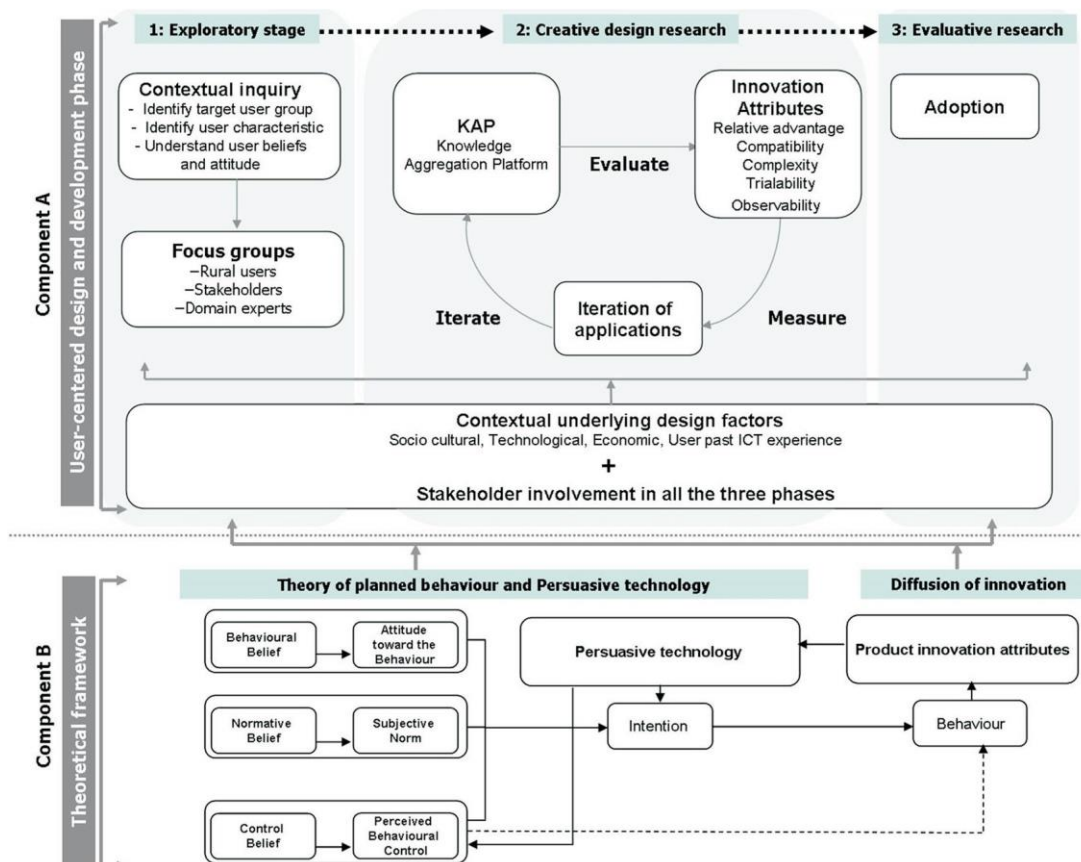 Component A
User-centered design and development phase
1: Exploratory stage
2: Creative design research
3: Evaluative research
Contextual inquiry
- Identify target user group
- Identify user characteristic
- Understand user beliefs
and attitude
Focus groups
–Rural users
–Stakeholders
–Domain experts
KAP
Knowledge
Aggregation Platform
Evaluate
Innovation
Attributes
Relative advantage
Compatibility
Complexity
Trialability
Observability
Iterate
Iteration of
applications
Measure
Adoption
Contextual underlying design factors
Socio cultural, Technological, Economic, User past ICT experience
+
Stakeholder involvement in all the three phases
Component B
Theoretical framework
Theory of planned behaviour and Persuasive technology
Diffusion of innovation
Behavioural
Belief
Attitude
toward the
Behaviour
Normative
Belief
Subjective
Norm
Control
Belief
Perceived
Behavioural
Control
Persuasive technology
Intention
Product innovation attributes
Behaviour